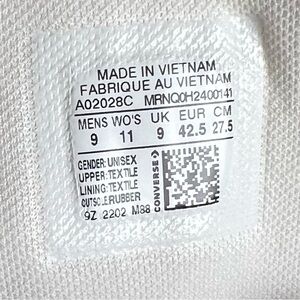 MADE IN VIETNAM
FABRIQUE AU VIETNAM
A02028C MRNQ0H2400141
MENS WO'S UK EUR CM
9 11 9 42.5 27.5
GENDER:UNISEX
UPPER:TEXTILE
LINING:TEXTILE
OUTSOLE:RUBBER
9Z 2202 M88
CONVERSE